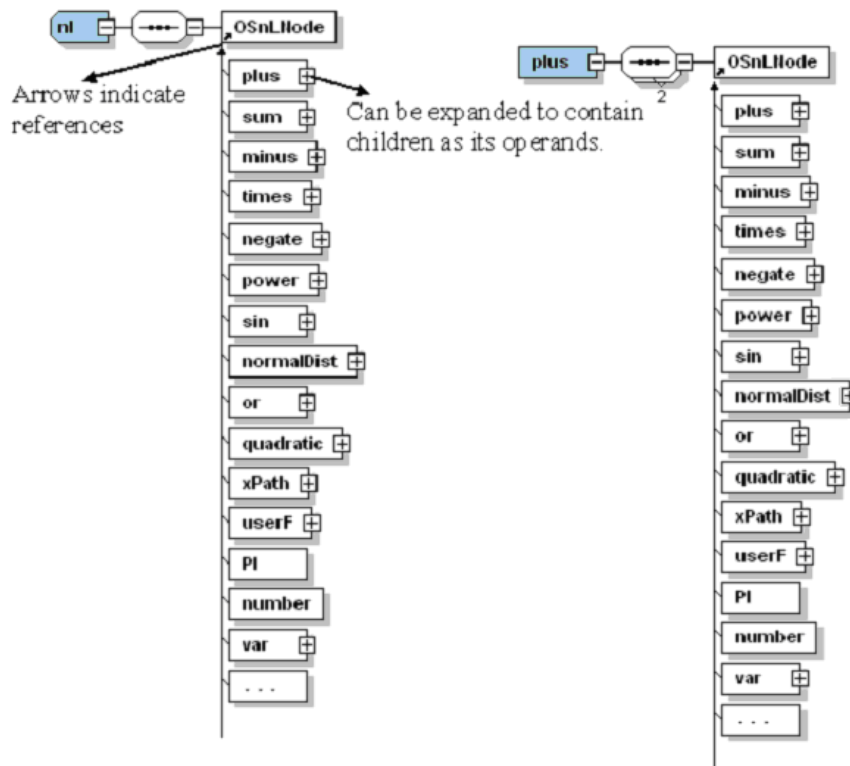 nl
OSnLNode
Arrows indicate
references
plus
Can be expanded to contain
children as its operands.
sum
minus
times
negate
power
sin
normalDist
or
quadratic
xPath
userF
PI
number
var
. . .
plus
2
OSnLNode
plus
sum
minus
times
negate
power
sin
normalDist
or
quadratic
xPath
userF
PI
number
var
. . .